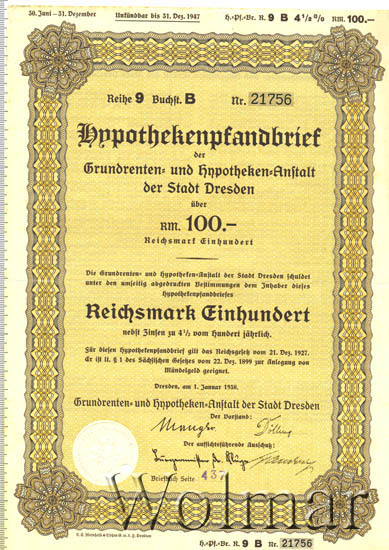 30. Juni – 31. Dezember Unkündbar bis 31. Dez. 1947 H.-Pf.-Br. R. 9 B 4 1/2 % RM. 100.–
Reihe 9 Buchst. B Nr. 21756
Hypothekenpfandbrief
der
Grundrenten- und Hypotheken-Anstalt
der Stadt Dresden
über
RM. 100.–
Reichsmark Einhundert
Die Grundrenten- und Hypotheken-Anstalt der Stadt Dresden schuldet
unter den umseitig abgedruckten Bestimmungen dem Inhaber dieses
Hypothekenpfandbriefes
Reichsmark Einhundert
nebst Zinsen zu 4 1/2 vom Hundert jährlich.
Für diesen Hypothekenpfandbrief gilt das Reichsgesetz vom 21. Dez. 1927.
Er ist lt. § 1 des Sächsischen Gesetzes vom 22. Dez. 1899 zur Anlegung von
Mündelgeld geeignet.
Dresden, am 1. Januar 1938.
Grundrenten- und Hypotheken-Anstalt der Stadt Dresden
Der Vorstand:
Der aufsichtsführende Ausschuß:
Briefbuch Seite 437
Wolmar
H.-Pf.-Br. R. 9 B Nr. 21756